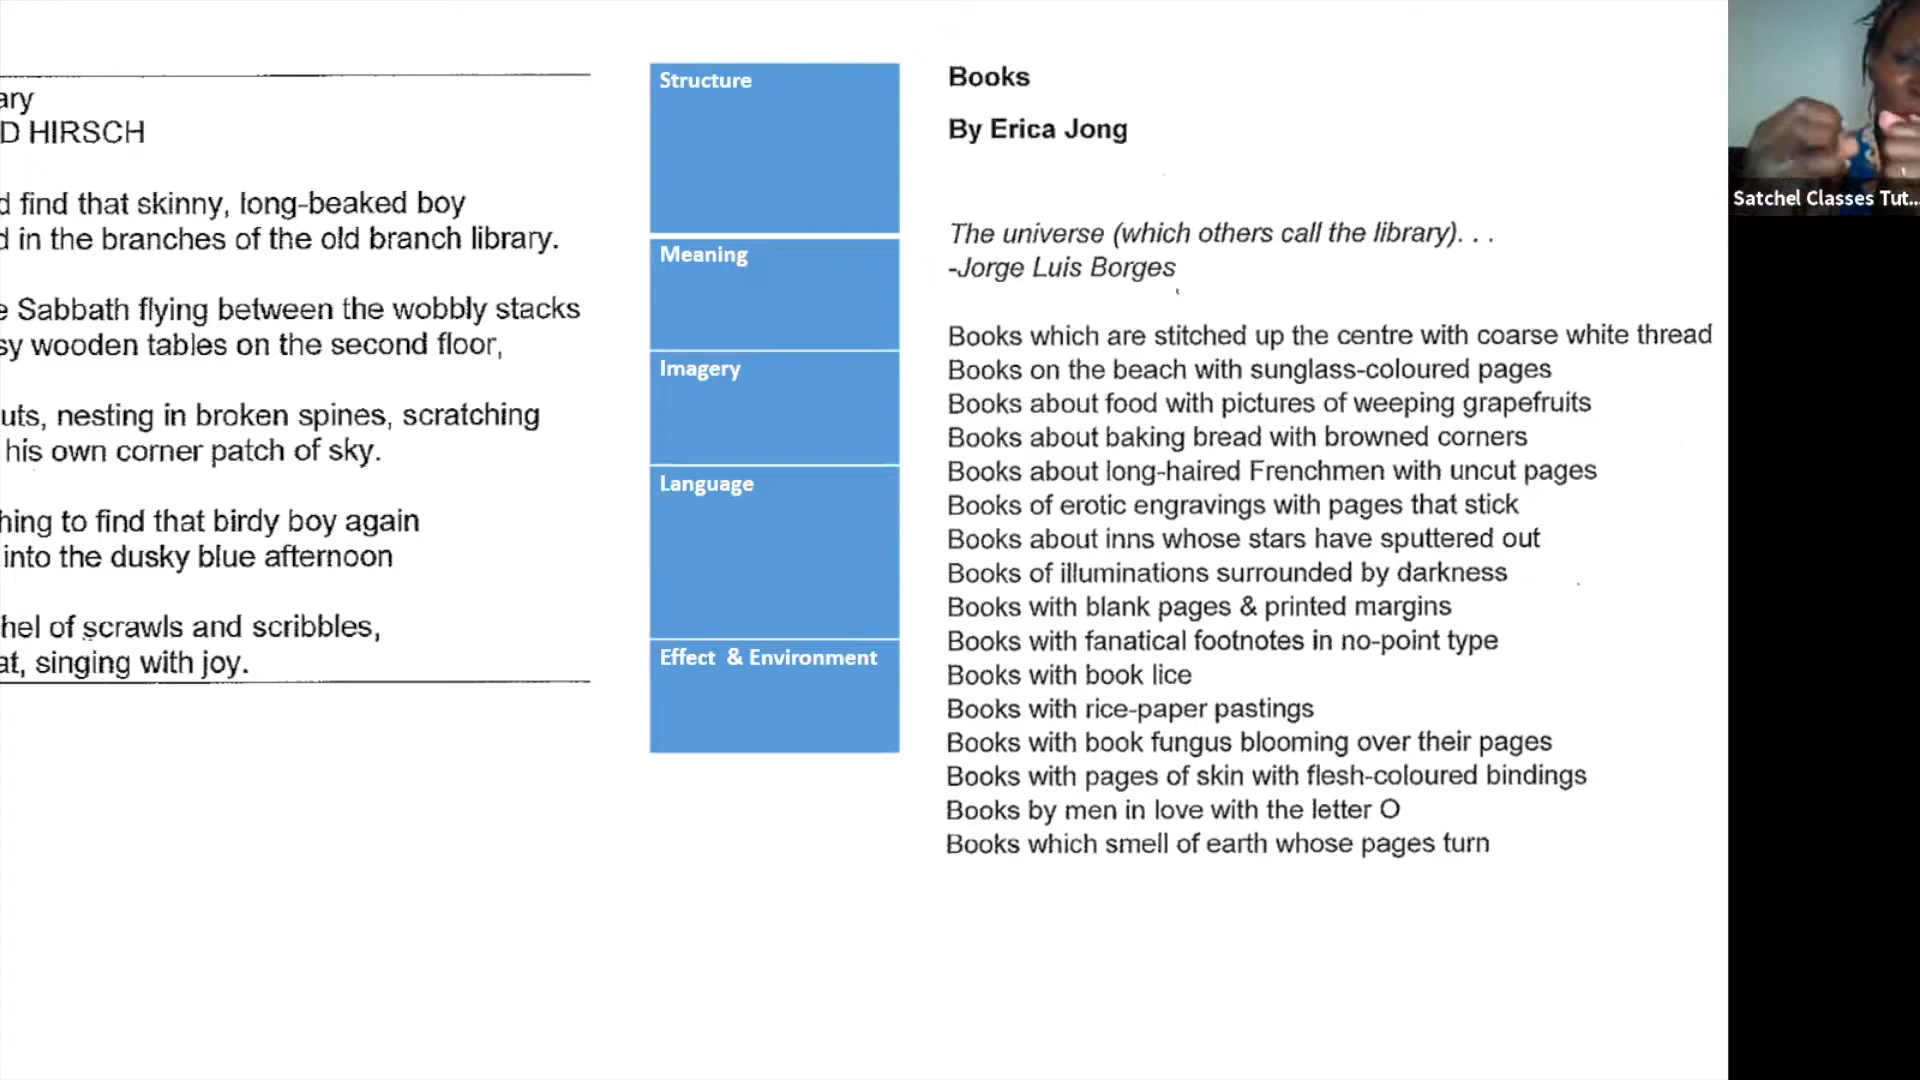 ary
D HIRSCH
d find that skinny, long-beaked boy
d in the branches of the old branch library.
e Sabbath flying between the wobbly stacks
sy wooden tables on the second floor,
uts, nesting in broken spines, scratching
his own corner patch of sky.
hing to find that birdy boy again
into the dusky blue afternoon
hel of scrawls and scribbles,
at, singing with joy.
Structure
Meaning
Imagery
Language
Effect & Environment
Books
By Erica Jong
The universe (which others call the library). . .
-Jorge Luis Borges
Books which are stitched up the centre with coarse white thread
Books on the beach with sunglass-coloured pages
Books about food with pictures of weeping grapefruits
Books about baking bread with browned corners
Books about long-haired Frenchmen with uncut pages
Books of erotic engravings with pages that stick
Books about inns whose stars have sputtered out
Books of illuminations surrounded by darkness
Books with blank pages & printed margins
Books with fanatical footnotes in no-point type
Books with book lice
Books with rice-paper pastings
Books with book fungus blooming over their pages
Books with pages of skin with flesh-coloured bindings
Books by men in love with the letter O
Books which smell of earth whose pages turn
Satchel Classes Tut...